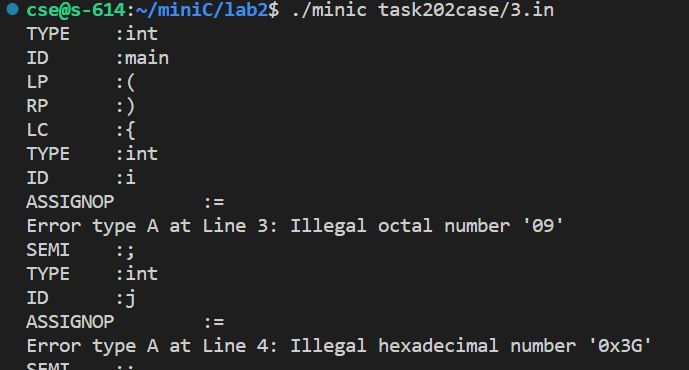 cse@s-614:~/miniC/lab2$ ./minic task202case/3.in
TYPE :int
ID :main
LP :(
RP :)
LC :{
TYPE :int
ID :i
ASSIGNOP :=
Error type A at Line 3: Illegal octal number '09'
SEMI :;
TYPE :int
ID :j
ASSIGNOP :=
Error type A at Line 4: Illegal hexadecimal number '0x3G'
SEMI :;